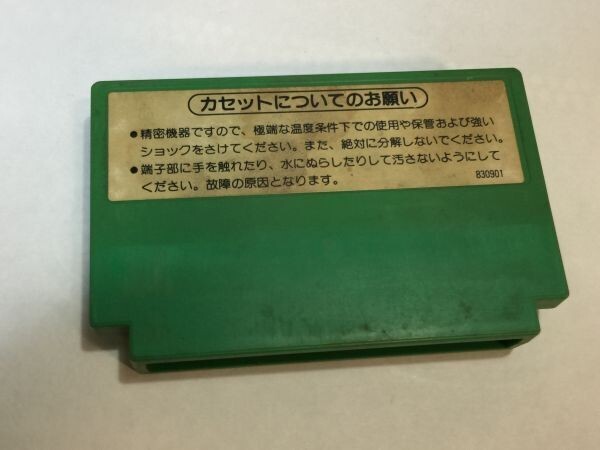 カセットについてのお願い
●精密機器ですので、極端な温度条件下での使用や保管および強い
ショックをさけてください。また、絶対に分解しないでください。
●端子部に手を触れたり、水にぬらしたりして汚さないようにして
ください。故障の原因となります。
830901